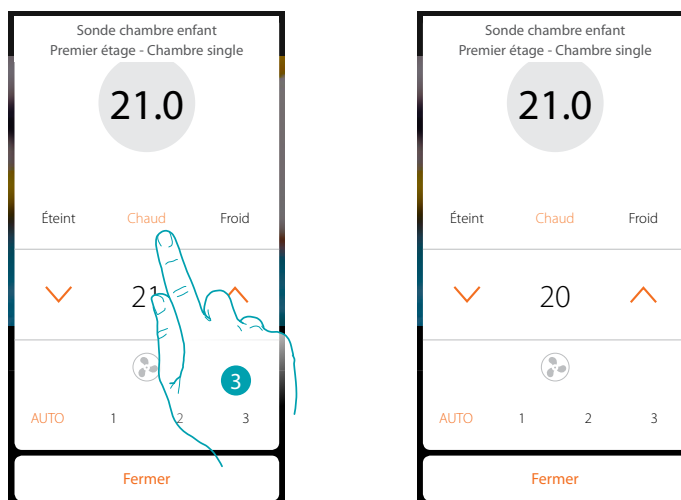 Sonde chambre enfant
Premier étage - Chambre single
21.0
Éteint Chaud Froid
21
3
AUTO 1 2 3
Fermer
Sonde chambre enfant
Premier étage - Chambre single
21.0
Éteint Chaud Froid
20
AUTO 1 2 3
Fermer